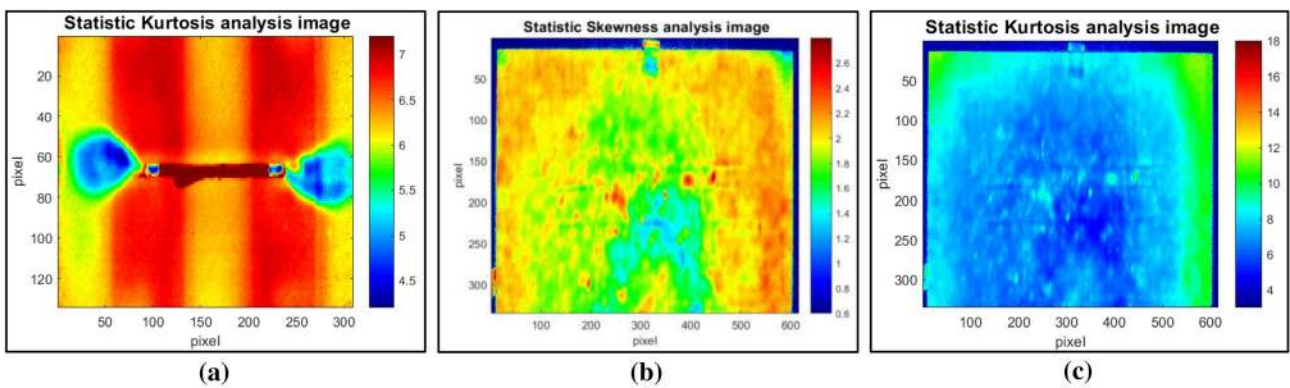 Statistic Kurtosis analysis image
20
40
60
80
100
120
pixel
50 100 150 200 250 300
pixel
7
6.5
6
5.5
5
4.5
(a)
Statistic Skewness analysis image
50
100
150
200
250
300
pixel
100 200 300 400 500 600
pixel
2.6
2.4
2.2
2
1.8
1.6
1.4
1.2
1
0.8
0.6
(b)
Statistic Kurtosis analysis image
50
100
150
200
250
300
pixel
100 200 300 400 500 600
pixel
18
16
14
12
10
8
6
4
(c)